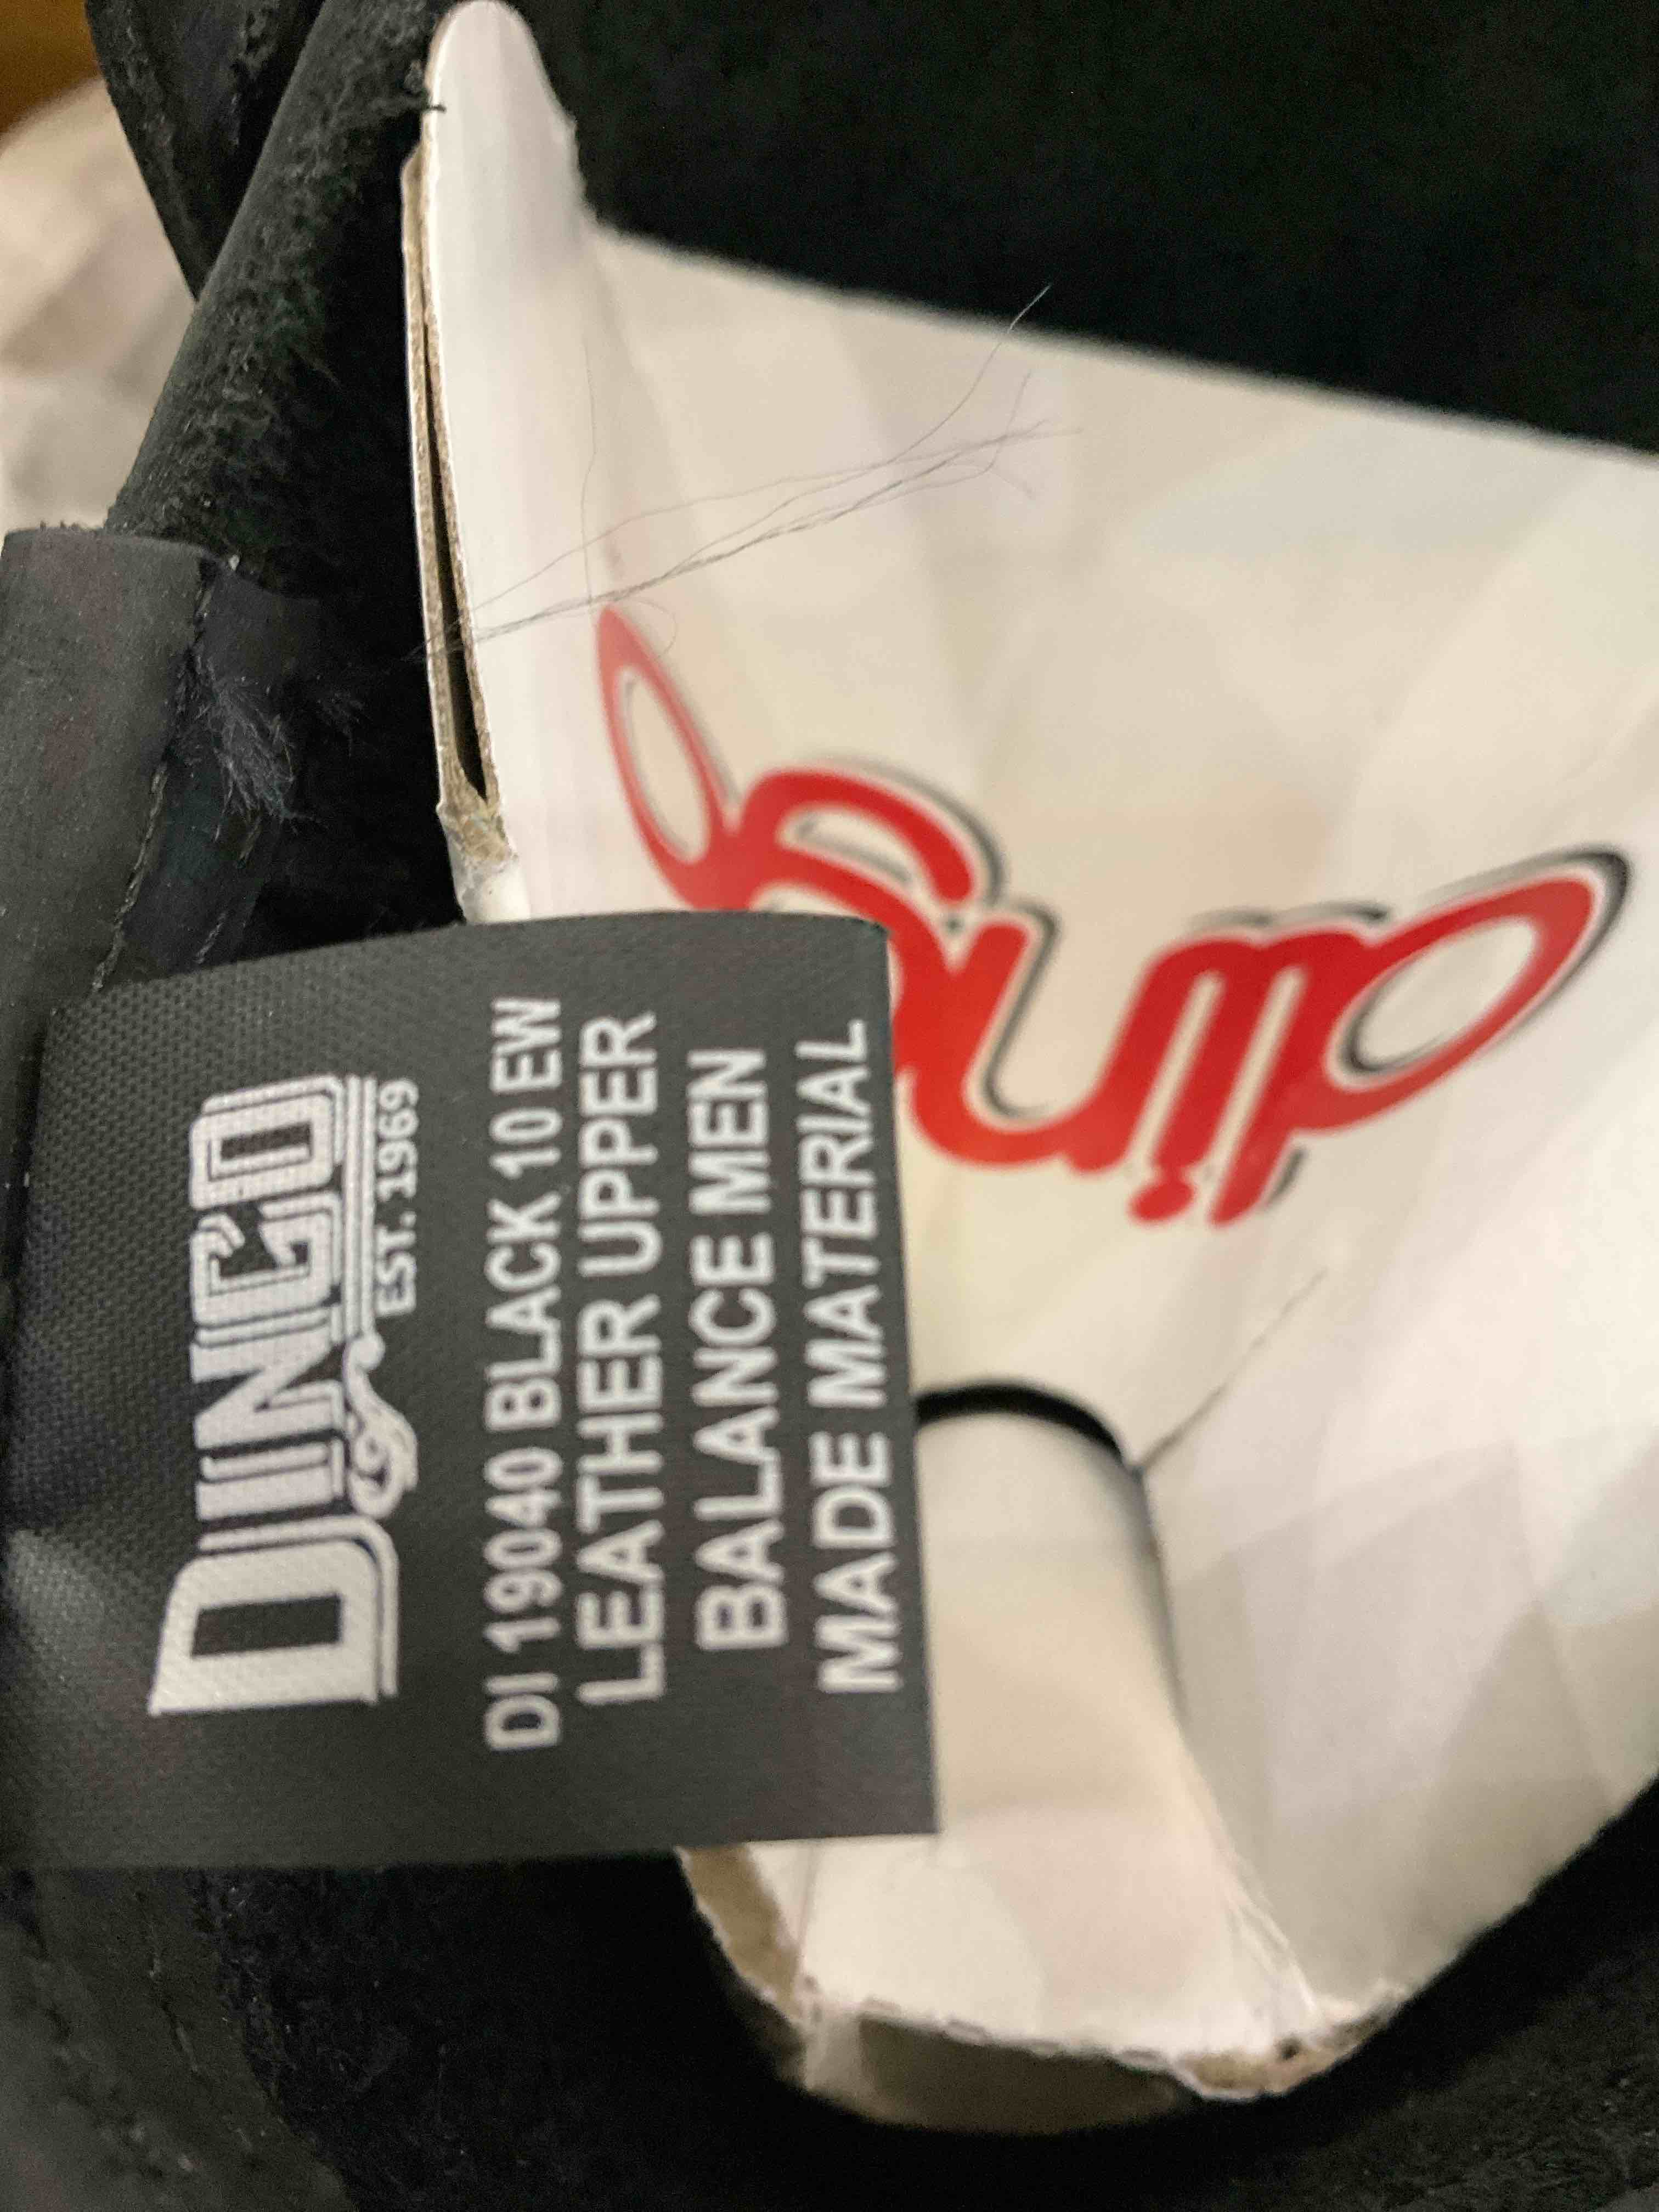 DINGO
EST. 1969
DI 19040 BLACK 10 EW
LEATHER UPPER
BALANCE MEN
MADE MATERIAL
dingo